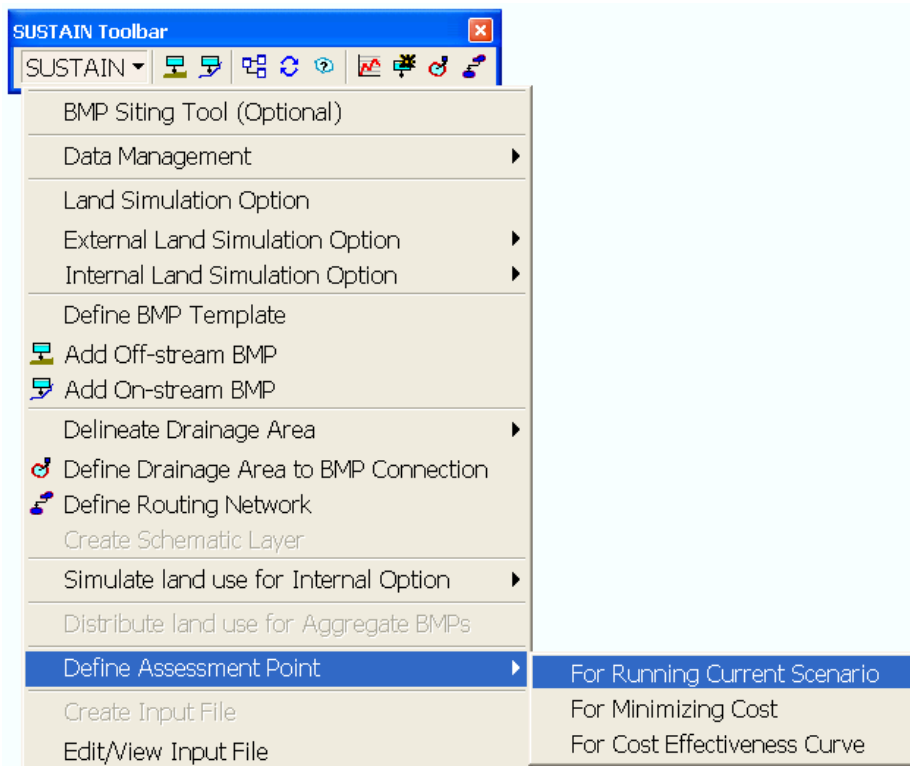 SUSTAIN Toolbar
SUSTAIN
BMP Siting Tool (Optional)
Data Management
Land Simulation Option
External Land Simulation Option
Internal Land Simulation Option
Define BMP Template
Add Off-stream BMP
Add On-stream BMP
Delineate Drainage Area
Define Drainage Area to BMP Connection
Define Routing Network
Create Schematic Layer
Simulate land use for Internal Option
Distribute land use for Aggregate BMPs
Define Assessment Point
For Running Current Scenario
For Minimizing Cost
For Cost Effectiveness Curve
Create Input File
Edit/View Input File